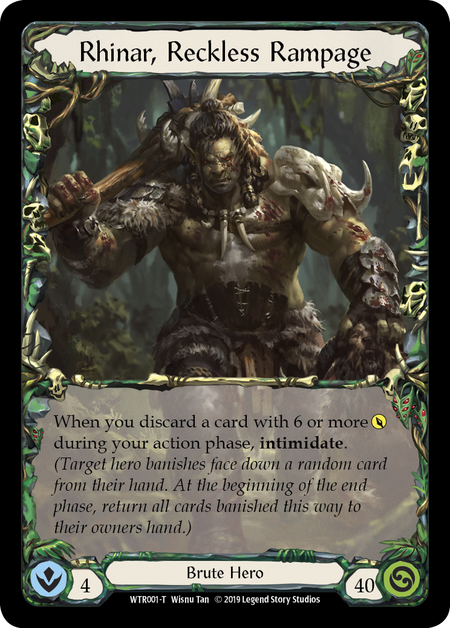 Rhinar, Reckless Rampage
When you discard a card with 6 or more
during your action phase, intimidate.
(Target hero banishes face down a random card
from their hand. At the beginning of the end
phase, return all cards banished this way to
their owners hand.)
4
Brute Hero
40
WTR001-T Wisnu Tan © 2019 Legend Story Studios